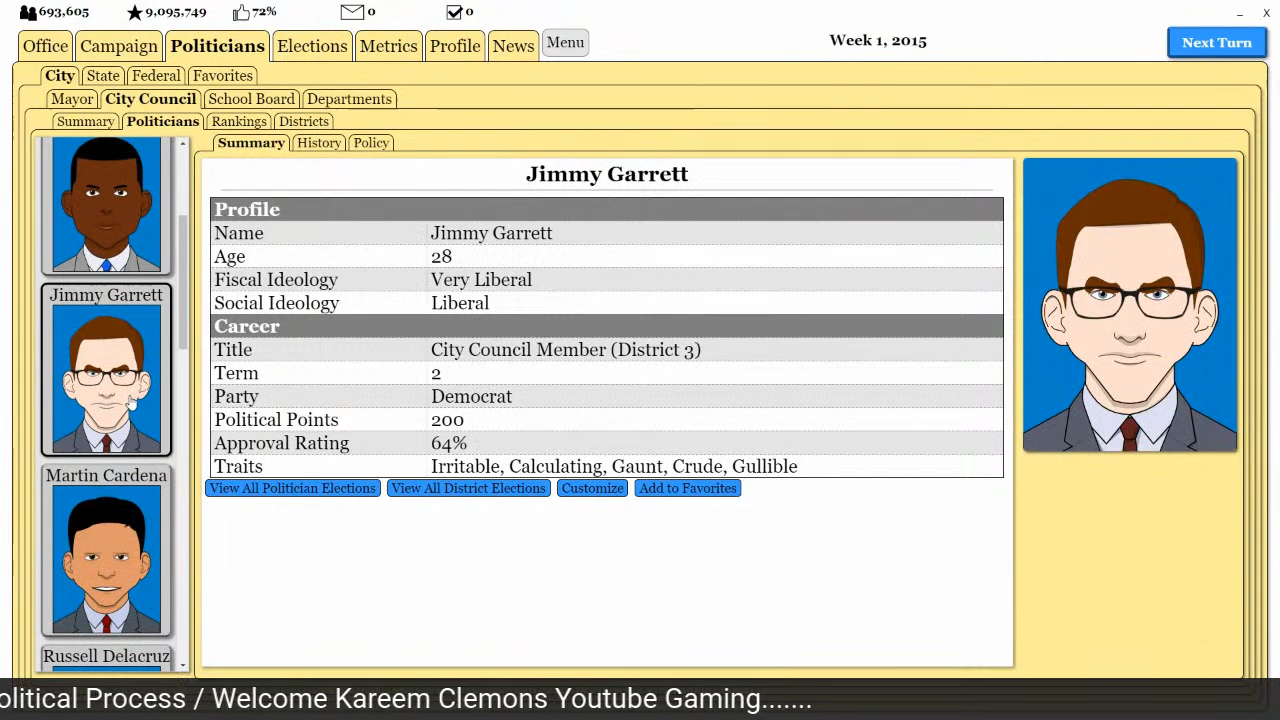 693,605 9,095,749 72% 0 0
_ X
Office Campaign Politicians Elections Metrics Profile News Menu
Week 1, 2015
Next Turn
City State Federal Favorites
Mayor City Council School Board Departments
Summary Politicians Rankings Districts
Summary History Policy
Jimmy Garrett
Martin Cardena
Russell Delacruz
Jimmy Garrett
Profile
Name Jimmy Garrett
Age 28
Fiscal Ideology Very Liberal
Social Ideology Liberal
Career
Title City Council Member (District 3)
Term 2
Party Democrat
Political Points 200
Approval Rating 64%
Traits Irritable, Calculating, Gaunt, Crude, Gullible
View All Politician Elections View All District Elections Customize Add to Favorites
olitical Process / Welcome Kareem Clemons Youtube Gaming.......